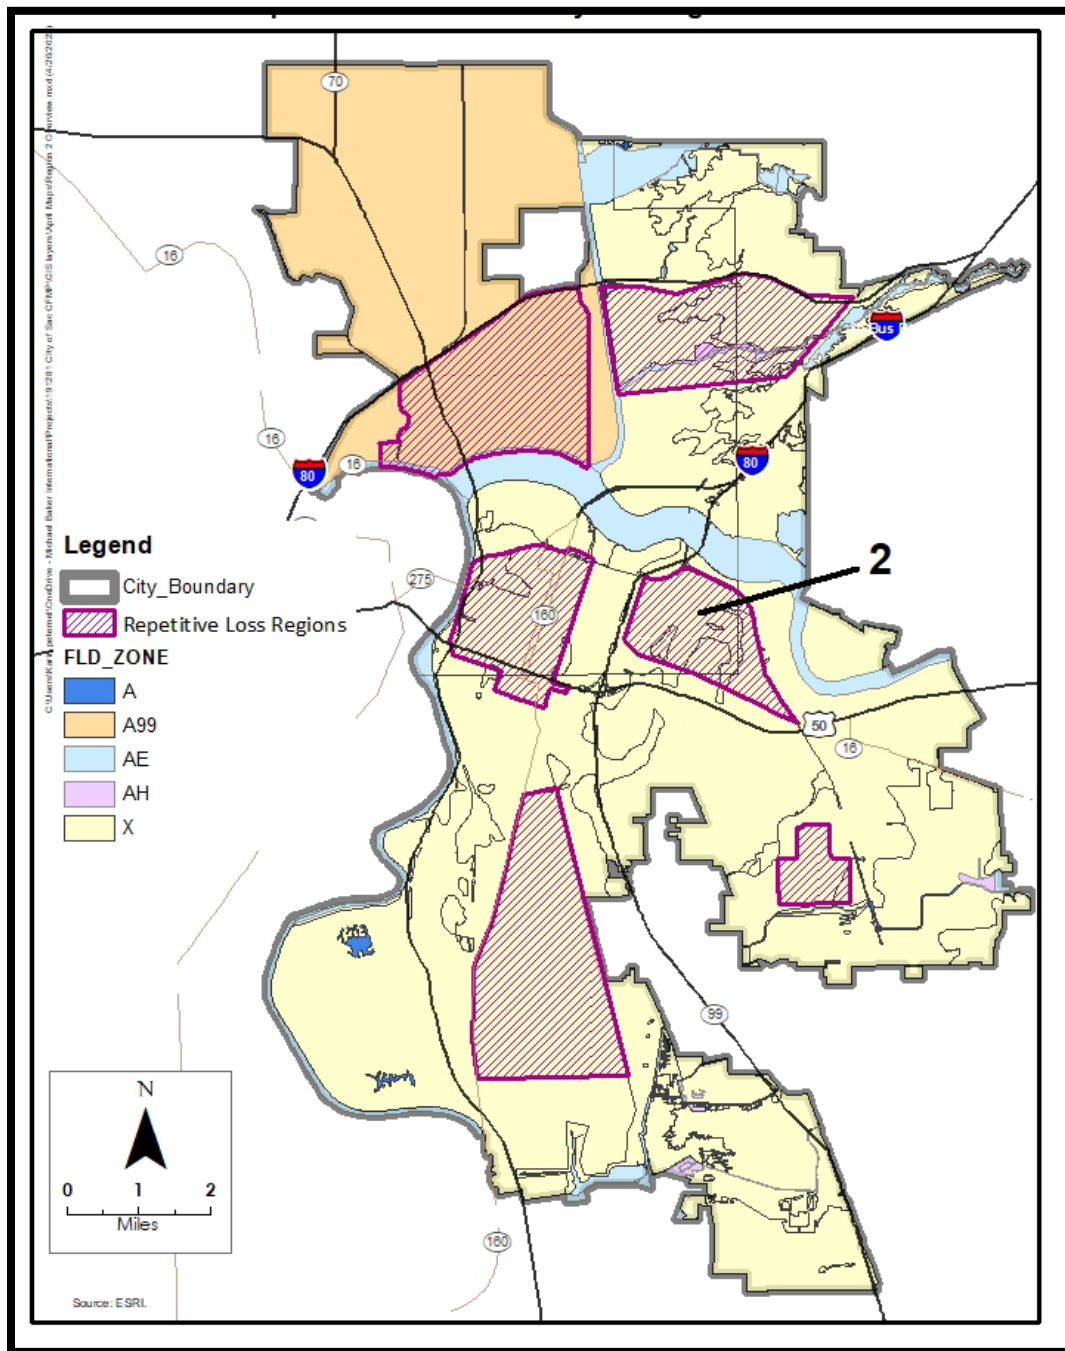 70
16
Bus
16
80
16
80
2
Legend
City_Boundary
Repetitive Loss Regions
FLD_ZONE
A
A99
AE
AH
X
275
160
50
16
99
N
0 1 2
Miles
160
Source: ESRI.